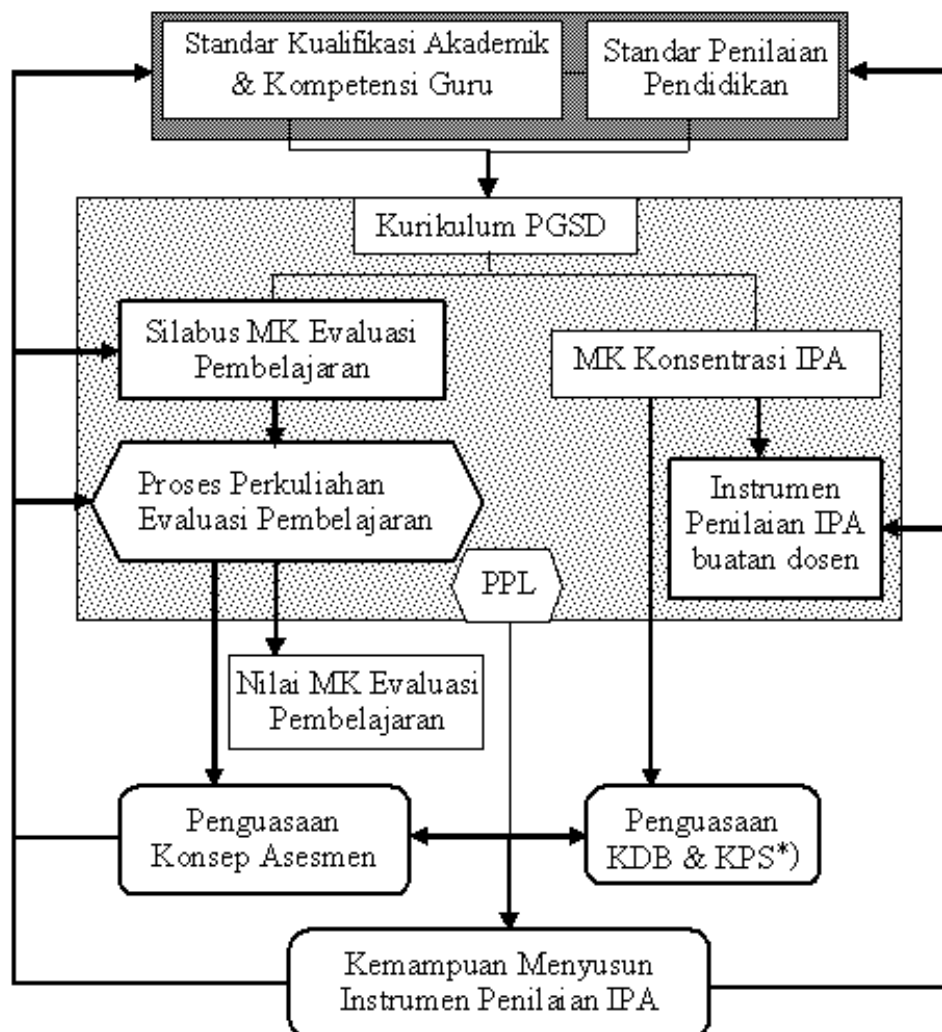 Standar Kualifikasi Akademik
& Kompetensi Guru
Standar Penilaian
Pendidikan
Kurikulum PGSD
Silabus MK Evaluasi
Pembelajaran
MK Konsentrasi IPA
Proses Perkuliahan
Evaluasi Pembelajaran
Instrumen
Penilaian IPA
buatan dosen
PPL
Nilai MK Evaluasi
Pembelajaran
Penguasaan
Konsep Asesmen
Penguasaan
KDB & KPS*)
Kemampuan Menyusun
Instrumen Penilaian IPA